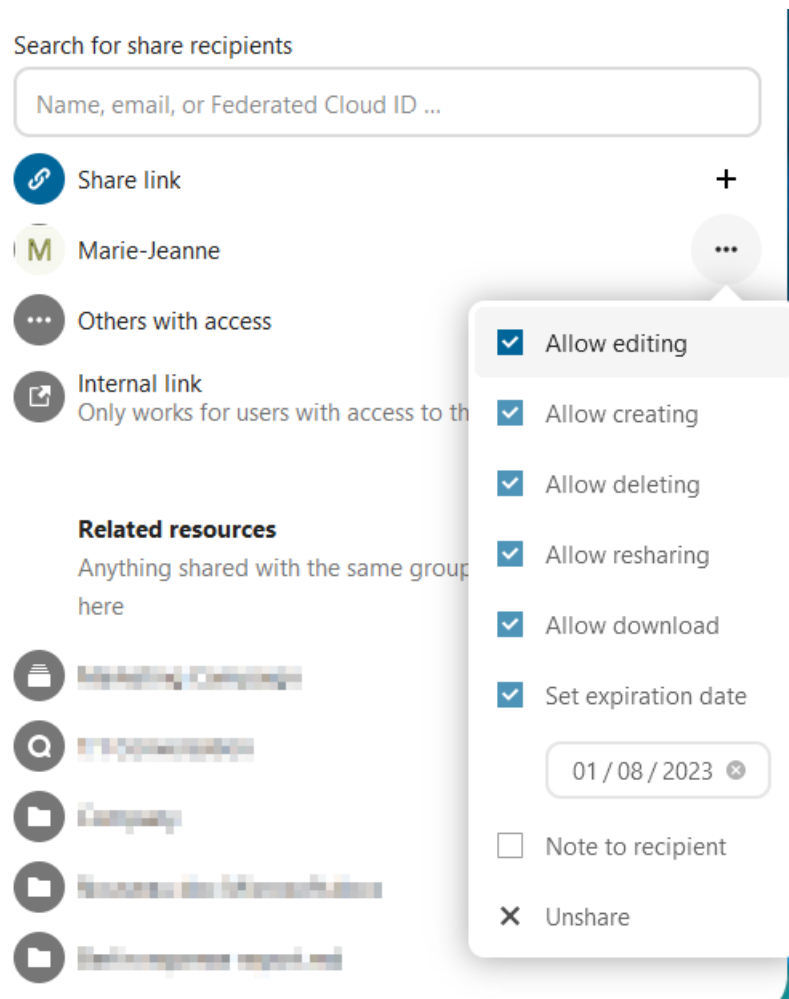 Search for share recipients
Name, email, or Federated Cloud ID ...
Share link
M
Marie-Jeanne
Others with access
Internal link
Only works for users with access to th
Allow editing
Allow creating
Allow deleting
Allow resharing
Allow download
Set expiration date
01 / 08 / 2023
Note to recipient
Unshare
Related resources
Anything shared with the same group
here